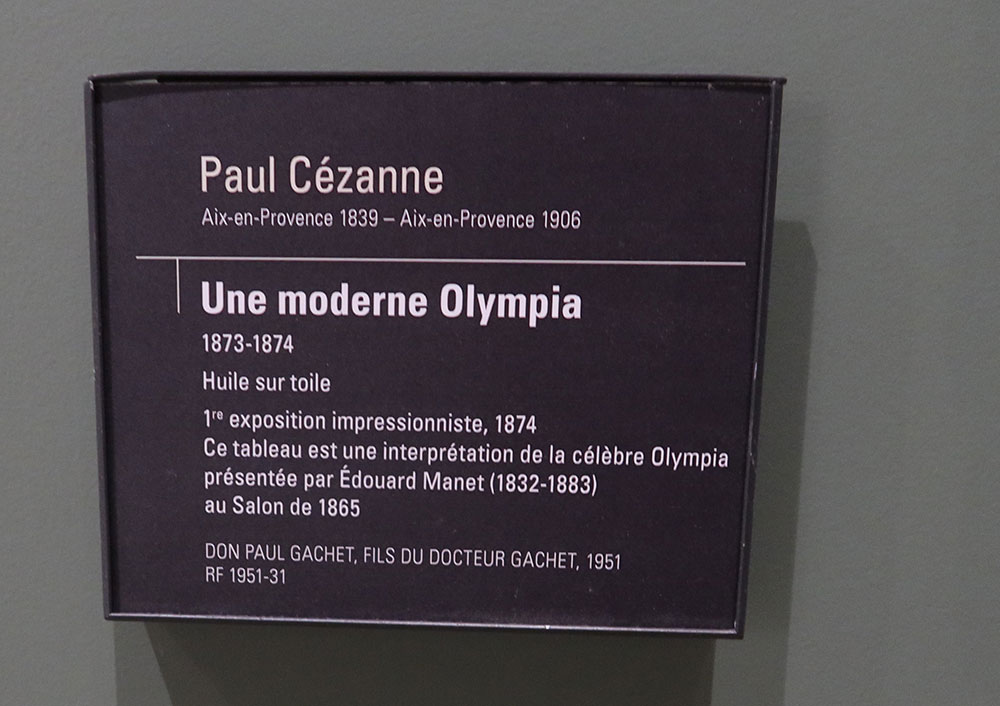 Paul Cézanne
Aix-en-Provence 1839 – Aix-en-Provence 1906
Une moderne Olympia
1873-1874
Huile sur toile
1re exposition impressionniste, 1874
Ce tableau est une interprétation de la célèbre Olympia
présentée par Édouard Manet (1832-1883)
au Salon de 1865
DON PAUL GACHET, FILS DU DOCTEUR GACHET, 1951
RF 1951-31